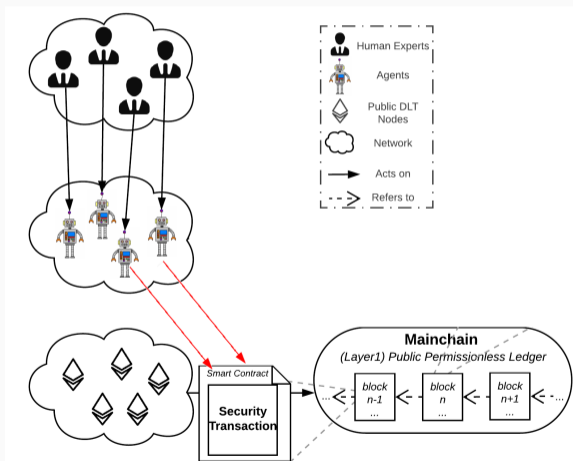 Human Experts
Agents
Public DLT
Nodes
Network
Acts on
Refers to
Smart Contract
Security
Transaction
Mainchain
(Layer1) Public Permissionless Ledger
...
block
n-1
...
block
n
...
block
n+1
...
...